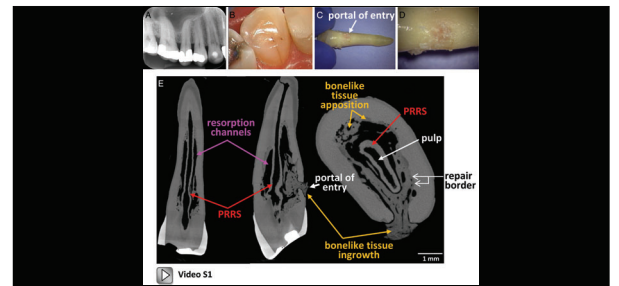 A
B
C
portal of entry
D
E
bonelike
tissue
apposition
PRRS
resorption
channels
pulp
portal of
entry
repair
border
PRRS
bonelike tissue
ingrowth
1 mm
Video S1